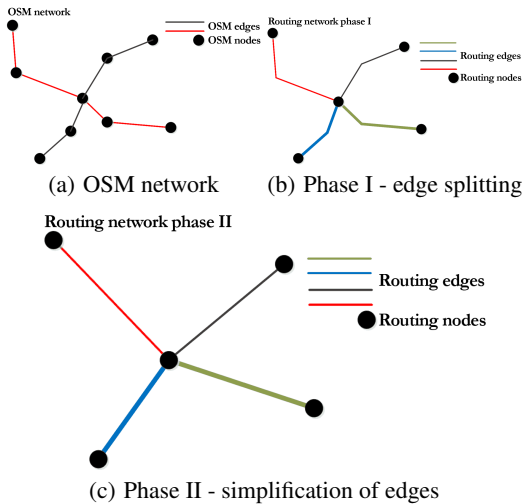 OSM network
OSM edges
OSM nodes
(a) OSM network
Routing network phase I
Routing edges
Routing nodes
(b) Phase I - edge splitting
Routing network phase II
Routing edges
Routing nodes
(c) Phase II - simplification of edges